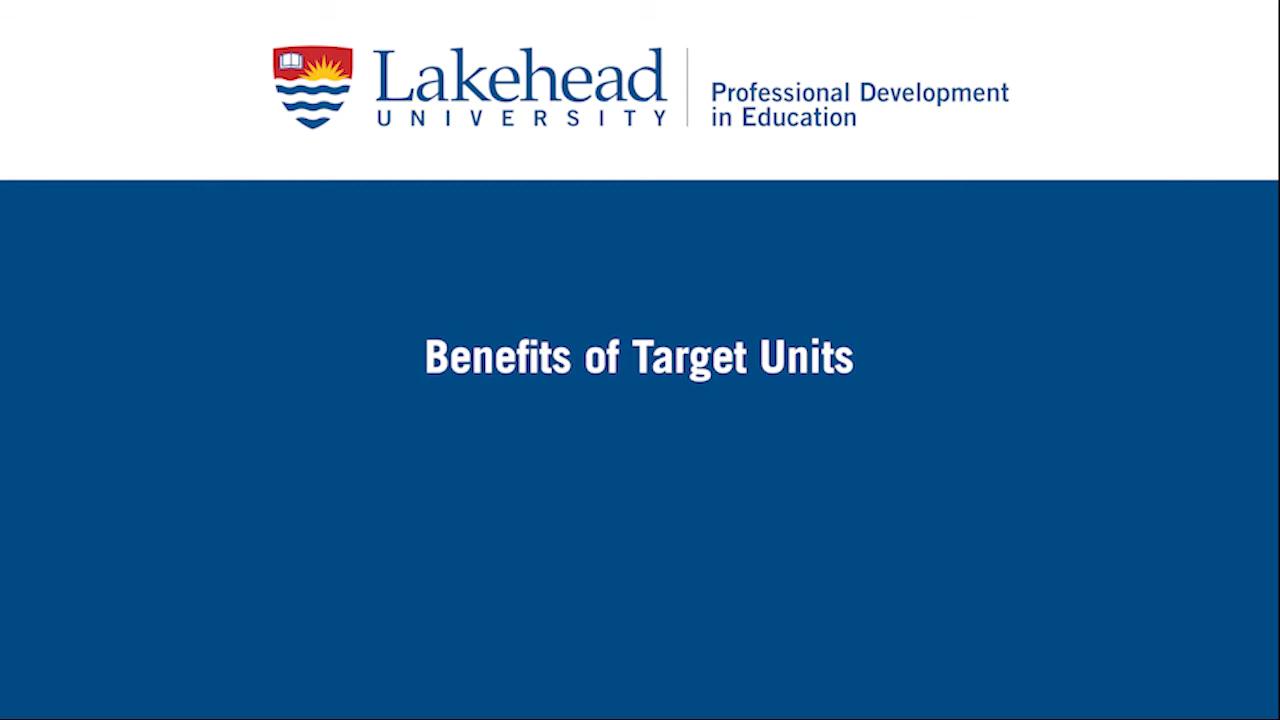 Lakehead
UNIVERSITY
Professional Development
in Education
Benefits of Target Units